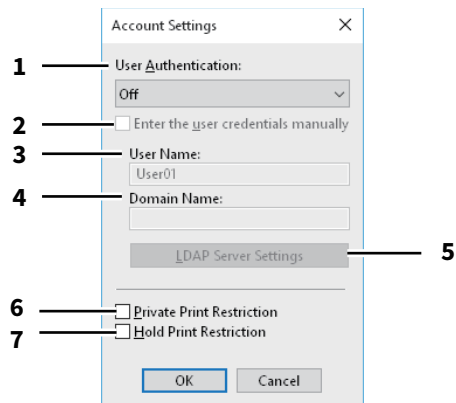 Account Settings
1 User Authentication:
Off
2 Enter the user credentials manually
3 User Name:
User01
4 Domain Name:
LDAP Server Settings 5
6 Private Print Restriction
7 Hold Print Restriction
OK Cancel